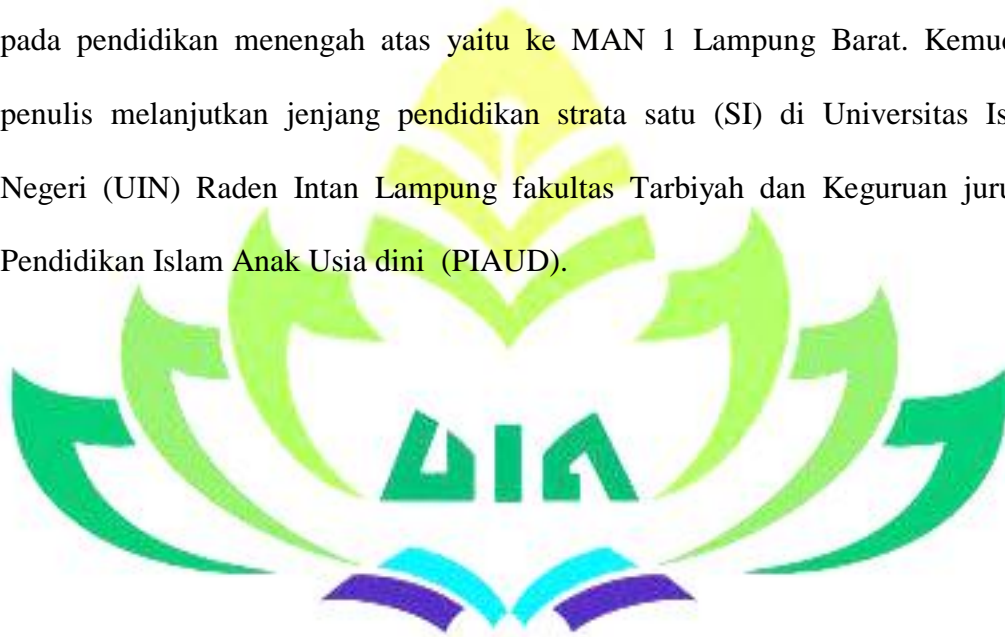 pada pendidikan menengah atas yaitu ke MAN 1 Lampung Barat. Kemud
penulis melanjutkan jenjang pendidikan strata satu (SI) di Universitas Is
Negeri (UIN) Raden Intan Lampung fakultas Tarbiyah dan Keguruan juru
Pendidikan Islam Anak Usia dini (PIAUD).
UIN